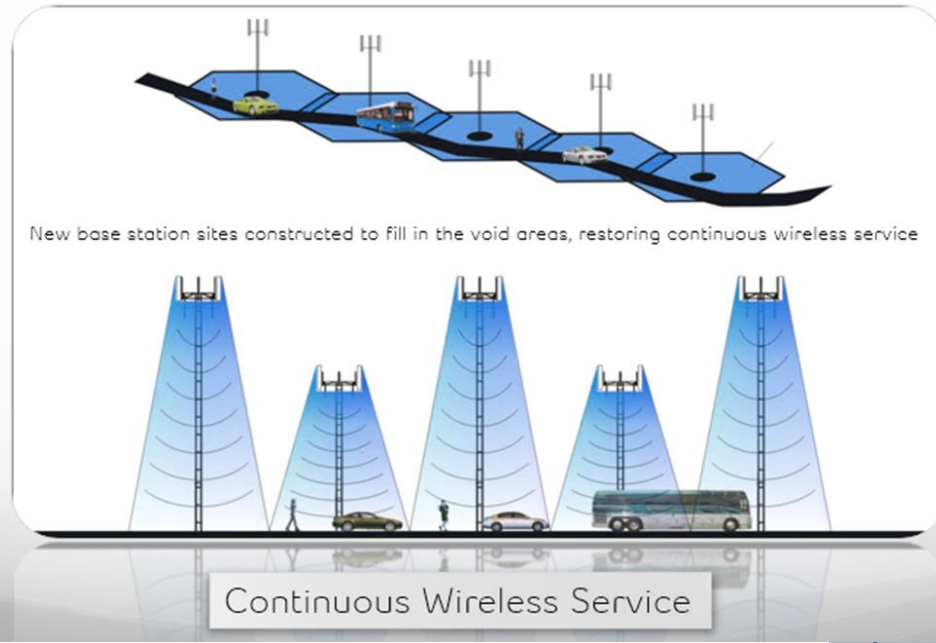 New base station sites constructed to fill in the void areas, restoring continuous wireless service
Continuous Wireless Service